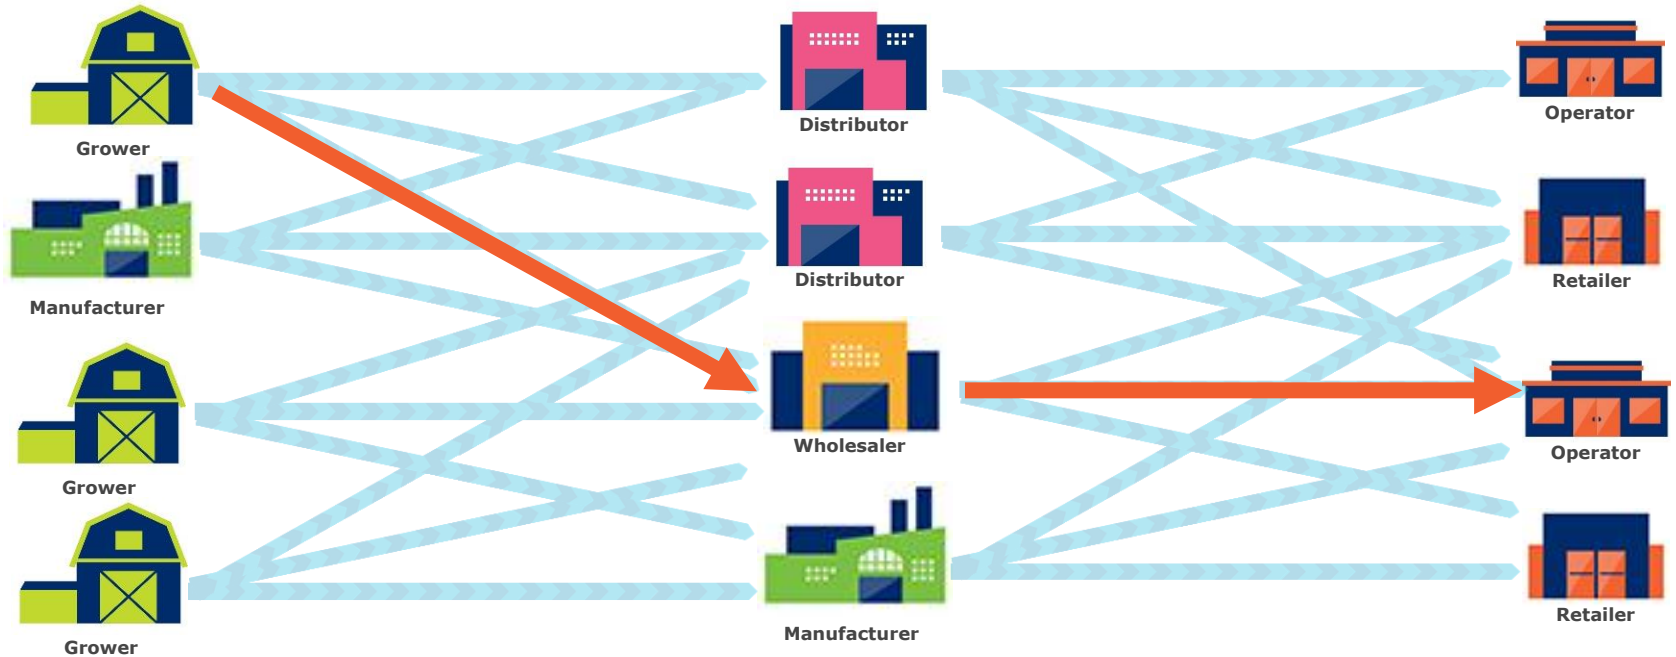 Grower
Manufacturer
Grower
Grower
Distributor
Distributor
Wholesaler
Manufacturer
Operator
Retailer
Operator
Retailer